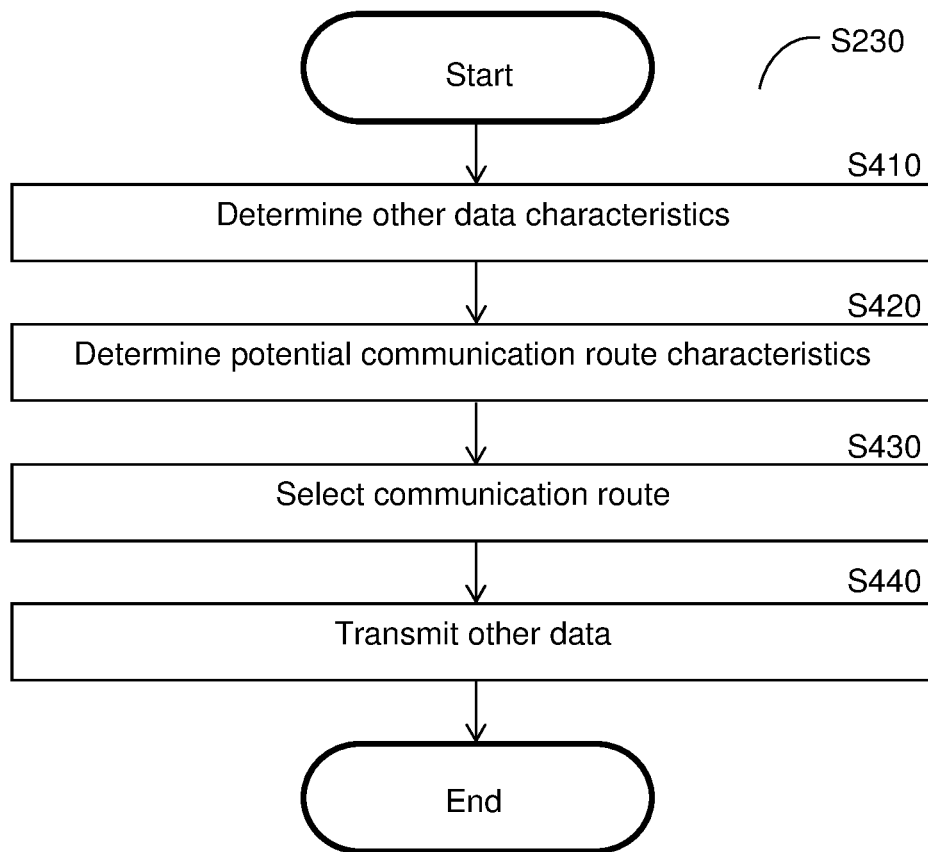 Start
S230
S410
Determine other data characteristics
S420
Determine potential communication route characteristics
S430
Select communication route
S440
Transmit other data
End